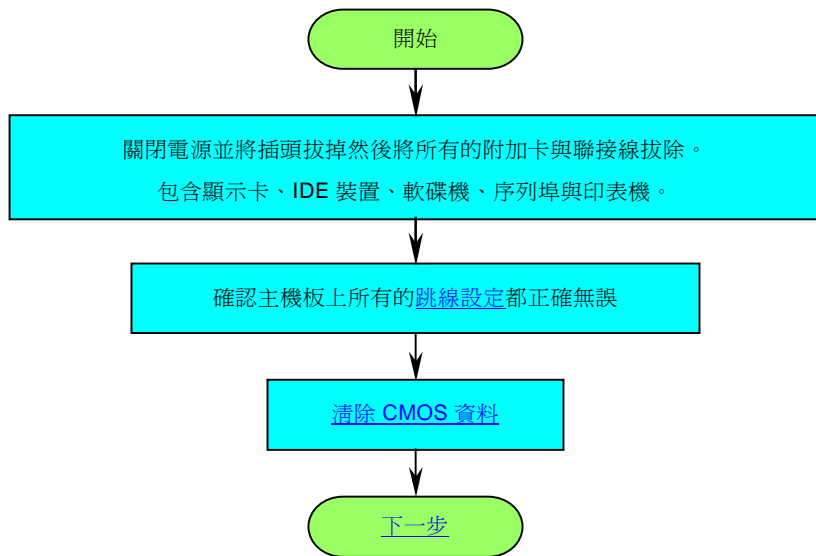 開始
關閉電源並將插頭拔掉然後將所有的附加卡與聯接線拔除。
包含顯示卡、IDE 裝置、軟碟機、序列埠與印表機。
確認主機板上所有的跳線設定都正確無誤
清除 CMOS 資料
下一步